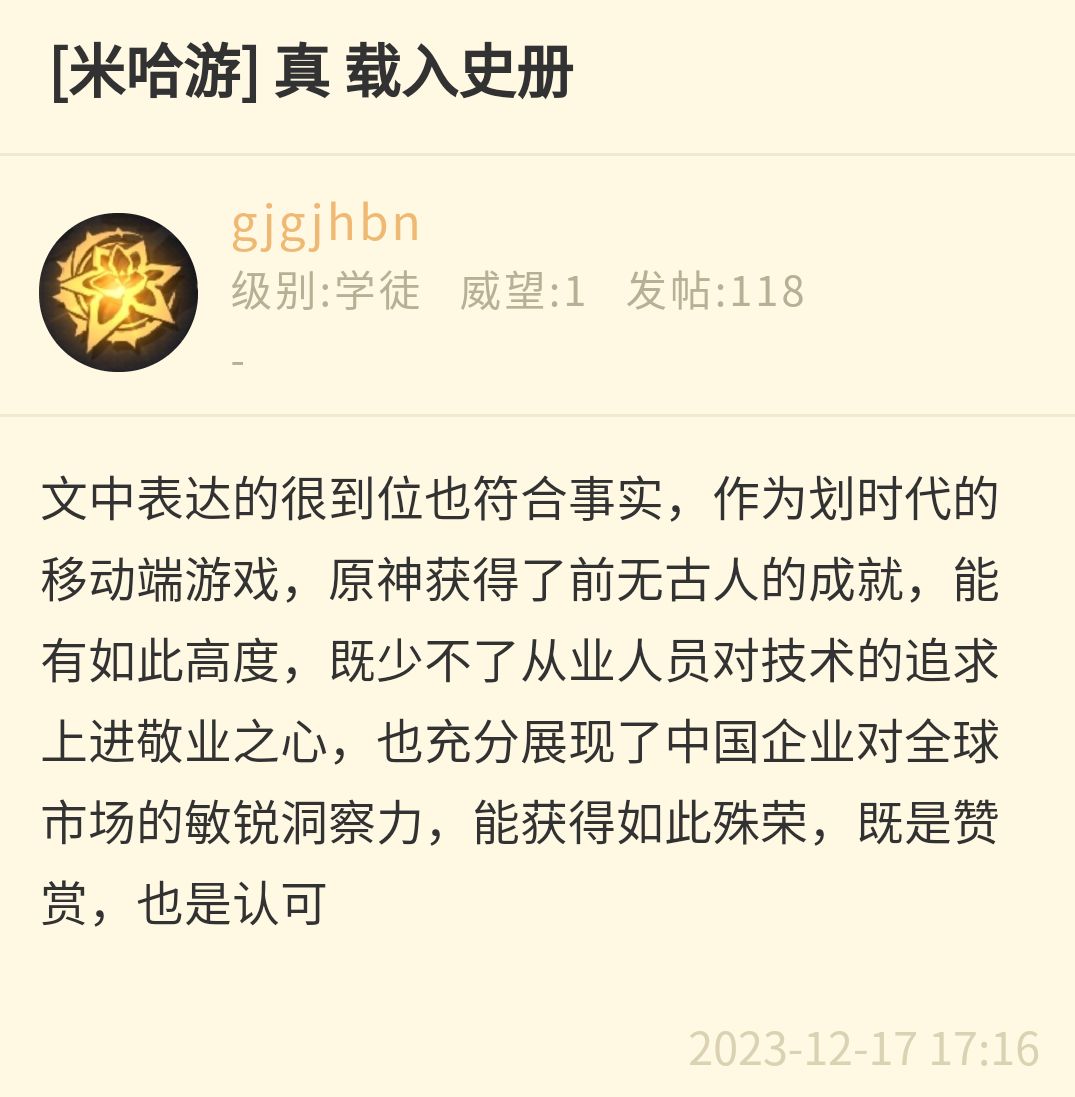 [米哈游] 真 载入史册
gjgjhbn
级别:学徒 威望:1 发帖:118
-
文中表达的很到位也符合事实，作为划时代的
移动端游戏，原神获得了前无古人的成就，能
有如此高度，既少不了从业人员对技术的追求
上进敬业之心，也充分展现了中国企业对全球
市场的敏锐洞察力，能获得如此殊荣，既是赞
赏，也是认可
2023-12-17 17:16